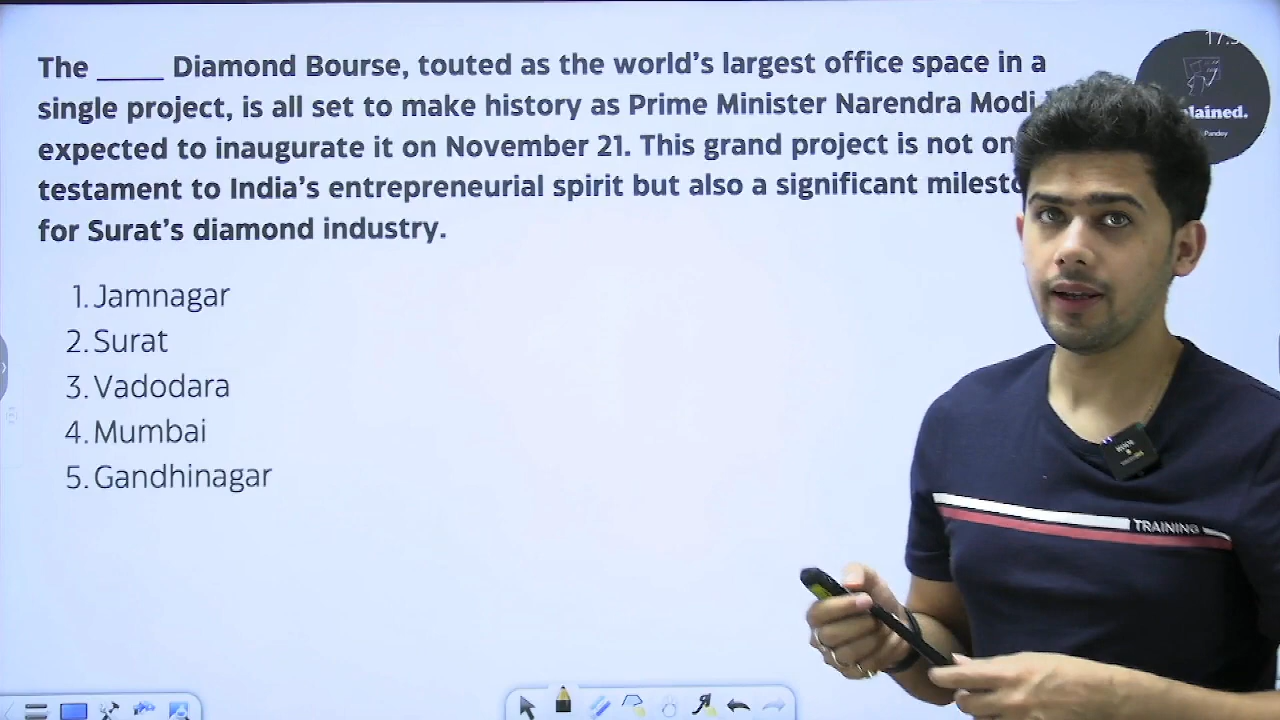 The ____ Diamond Bourse, touted as the world's largest office space in a
single project, is all set to make history as Prime Minister Narendra Modi
expected to inaugurate it on November 21. This grand project is not on
testament to India's entrepreneurial spirit but also a significant milesto
for Surat's diamond industry.
1. Jamnagar
2. Surat
3. Vadodara
4. Mumbai
5. Gandhinagar
plained.
Pandey
TRAINING